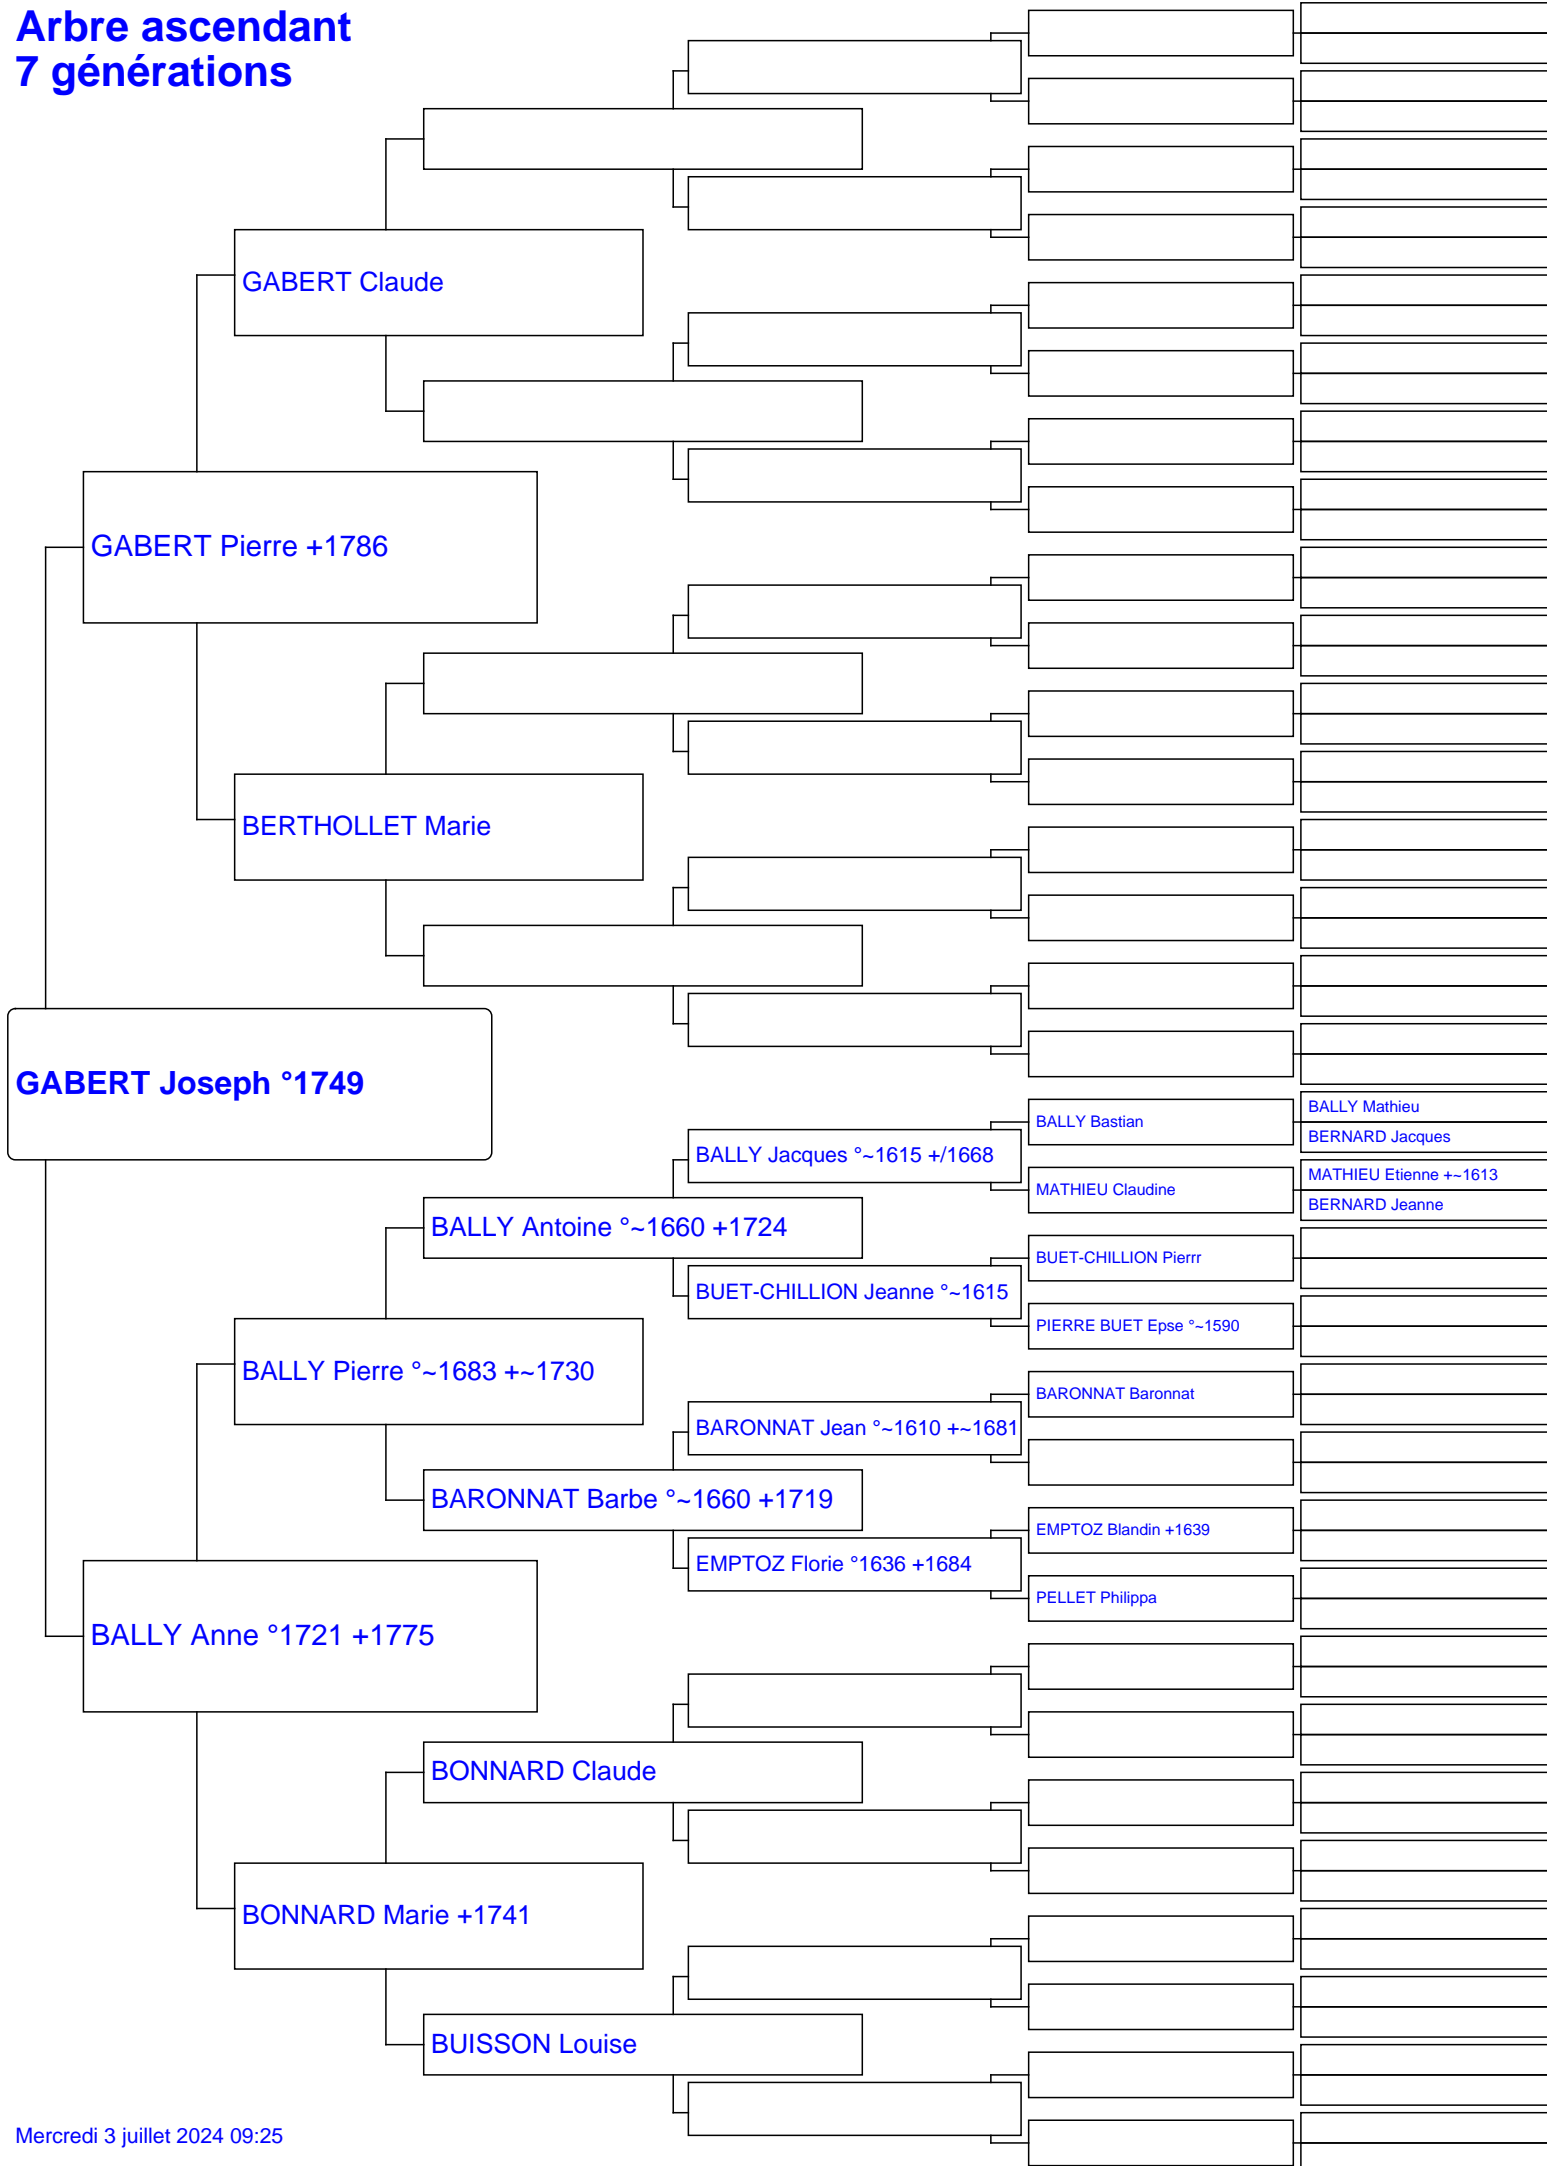 Arbre ascendant
7 générations
GABERT Claude
GABERT Pierre +1786
BERTHOLLET Marie
GABERT Joseph °1749
BALLY Mathieu
BALLY Bastian
BERNARD Jacques
BALLY Jacques °~1615 +/1668
MATHIEU Etienne +~1613
MATHIEU Claudine
BERNARD Jeanne
BALLY Antoine °~1660 +1724
BUET-CHILLION Pierrr
BUET-CHILLION Jeanne °~1615
PIERRE BUET Epse °~1590
BALLY Pierre °~1683 +~1730
BARONNAT Baronnat
BARONNAT Jean °~1610 +~1681
BARONNAT Barbe °~1660 +1719
EMPTOZ Blandin +1639
EMPTOZ Florie °1636 +1684
PELLET Philippa
BALLY Anne °1721 +1775
BONNARD Claude
BONNARD Marie +1741
BUISSON Louise
Mercredi 3 juillet 2024 09:25